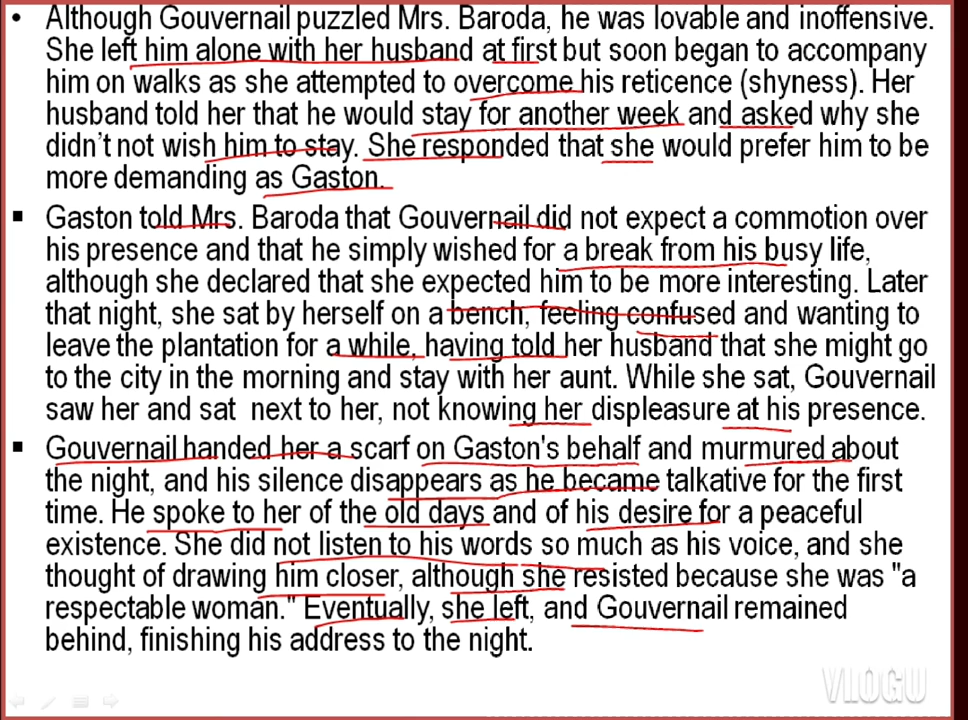 • Although Gouvernail puzzled Mrs. Baroda, he was lovable and inoffensive.
She left him alone with her husband at first but soon began to accompany
him on walks as she attempted to overcome his reticence (shyness). Her
husband told her that he would stay for another week and asked why she
didn't not wish him to stay. She responded that she would prefer him to be
more demanding as Gaston.
▪ Gaston told Mrs. Baroda that Gouvernail did not expect a commotion over
his presence and that he simply wished for a break from his busy life,
although she declared that she expected him to be more interesting. Later
that night, she sat by herself on a bench, feeling confused and wanting to
leave the plantation for a while, having told her husband that she might go
to the city in the morning and stay with her aunt. While she sat, Gouvernail
saw her and sat next to her, not knowing her displeasure at his presence.
▪ Gouvernail handed her a scarf on Gaston's behalf and murmured about
the night, and his silence disappears as he became talkative for the first
time. He spoke to her of the old days and of his desire for a peaceful
existence. She did not listen to his words so much as his voice, and she
thought of drawing him closer, although she resisted because she was "a
respectable woman." Eventually, she left, and Gouvernail remained
behind, finishing his address to the night.
VLOGU